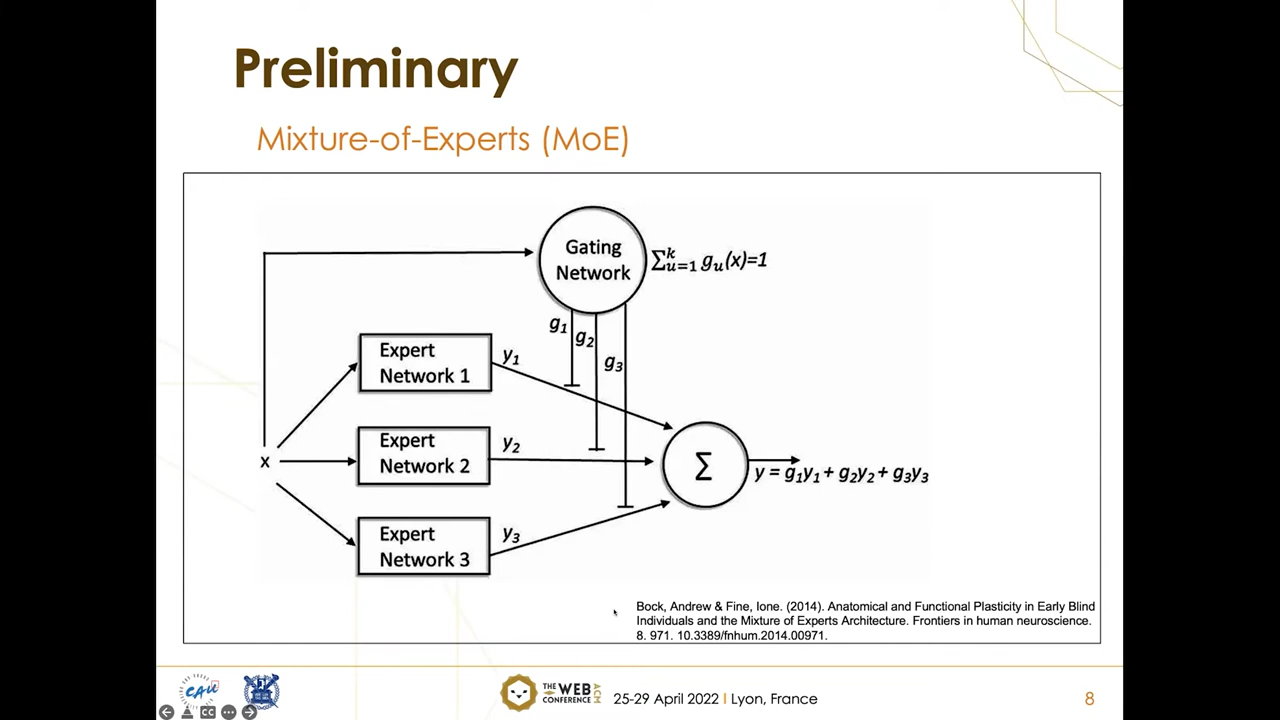 Preliminary
Mixture-of-Experts (MoE)
Gating
Network
∑ᵏᵤ₌₁ gᵤ(x)=1
g₁
g₂
g₃
Expert
Network 1
y₁
Expert
Network 2
y₂
x
∑
y = g₁y₁ + g₂y₂ + g₃y₃
Expert
Network 3
y₃
Bock, Andrew & Fine, Ione. (2014). Anatomical and Functional Plasticity in Early Blind
Individuals and the Mixture of Experts Architecture. Frontiers in human neuroscience.
8. 971. 10.3389/fnhum.2014.00971.
CAU
THE WEB
CONFERENCE
ACM
25-29 April 2022 I Lyon, France
8
CC